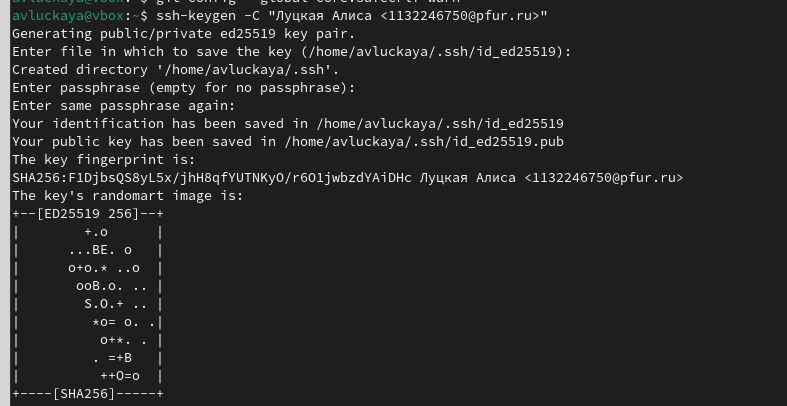 avluckaya@vbox:~$ git config --global core.safecrlf warn
avluckaya@vbox:~$ ssh-keygen -C "Луцкая Алиса <1132246750@pfur.ru>"
Generating public/private ed25519 key pair.
Enter file in which to save the key (/home/avluckaya/.ssh/id_ed25519):
Created directory '/home/avluckaya/.ssh'.
Enter passphrase (empty for no passphrase):
Enter same passphrase again:
Your identification has been saved in /home/avluckaya/.ssh/id_ed25519
Your public key has been saved in /home/avluckaya/.ssh/id_ed25519.pub
The key fingerprint is:
SHA256:F1DjbsQS8yL5x/jhH8qfYUTNKyO/r6O1jwbzdYAiDHc Луцкая Алиса <1132246750@pfur.ru>
The key's randomart image is:
+--[ED25519 256]--+
|        +.o      |
|      ...BE. o   |
|      o+o.* ..o  |
|       ooB.o. .. |
|        S.O.+ .. |
|         *o= o. .|
|          o+*. . |
|         . =+B   |
|          ++O=o  |
+----[SHA256]-----+